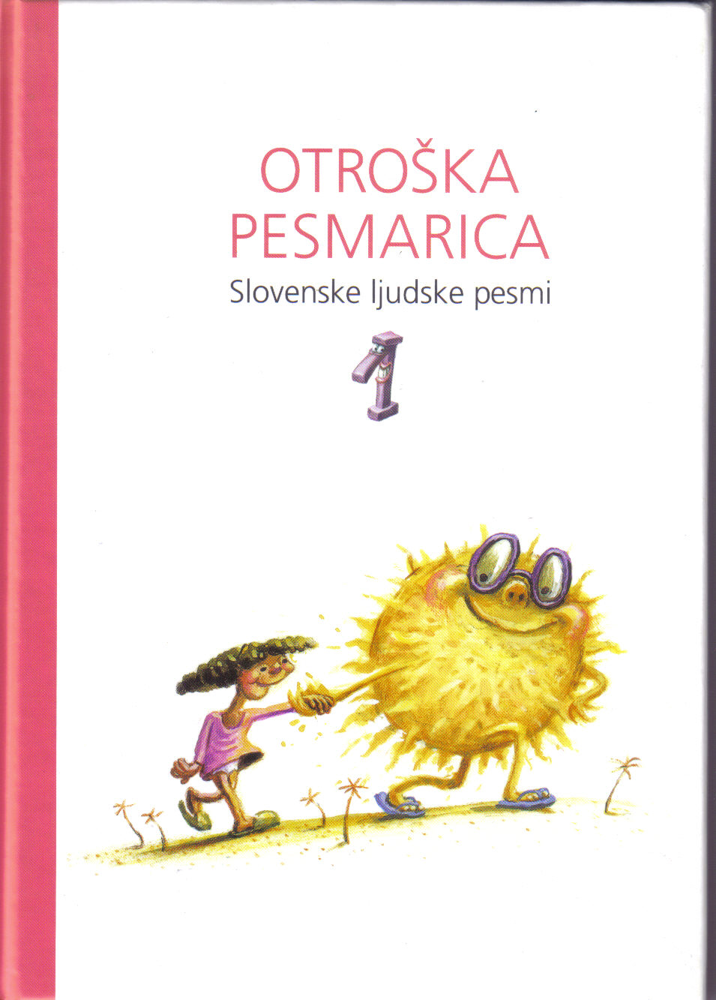 OTROŠKA
PESMARICA
Slovenske ljudske pesmi
1